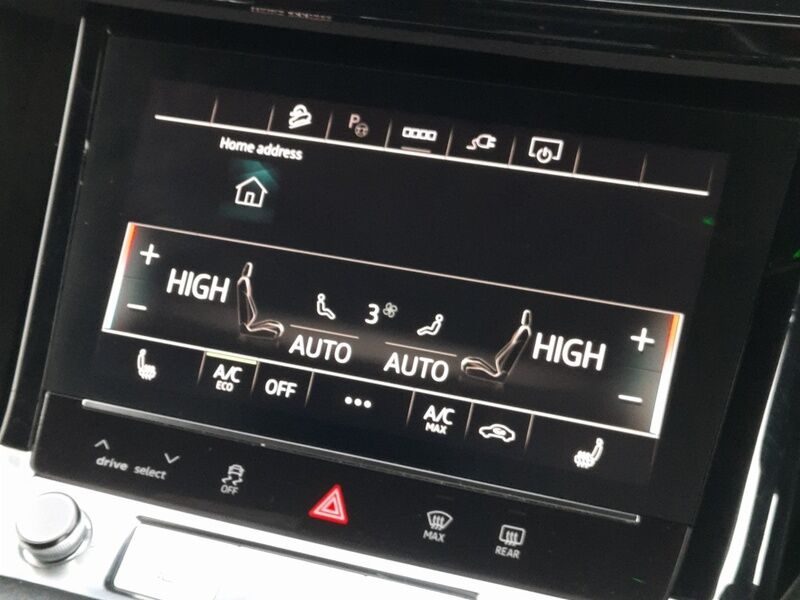 P
Home address
+ HIGH 3 HIGH +
- AUTO AUTO -
A/C ECO OFF ... A/C MAX
drive select OFF MAX REAR